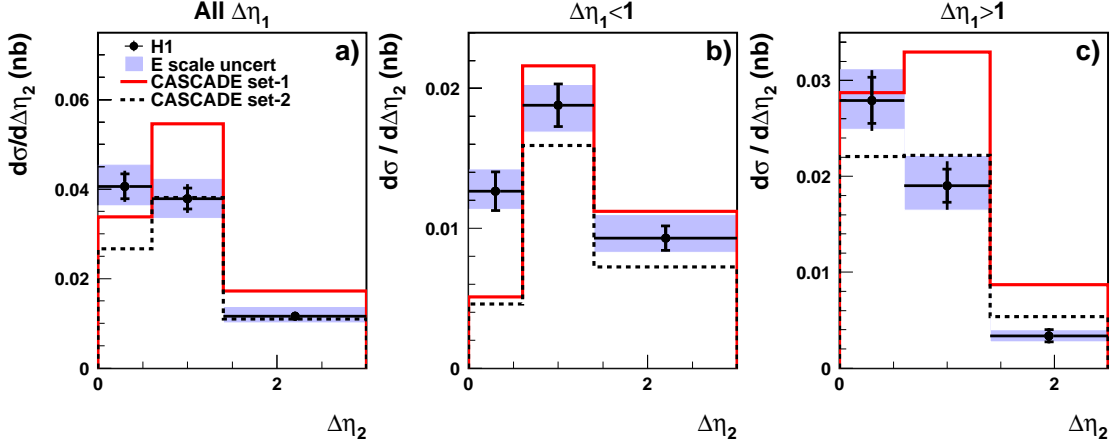 All Δη1
dσ/dΔη2 (nb)
a)
H1
E scale uncert
CASCADE set-1
CASCADE set-2
0.06
0.04
0.02
0
0
2
Δη2
Δη1<1
dσ / dΔη2 (nb)
b)
0.02
0.01
0
0
2
Δη2
Δη1>1
dσ / dΔη2 (nb)
c)
0.03
0.02
0.01
0
0
2
Δη2